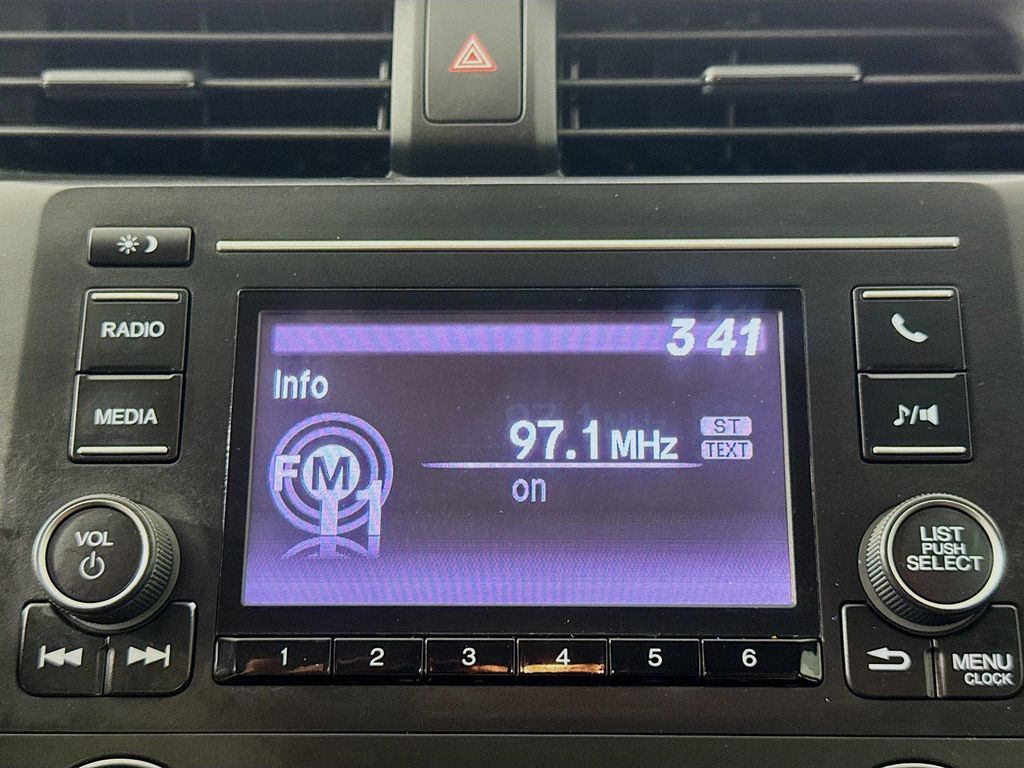 3 41
RADIO
Info
MEDIA
97.1 MHz
ST
TEXT
FM
1
on
VOL
LIST
PUSH
SELECT
1 2 3 4 5 6
MENU
CLOCK